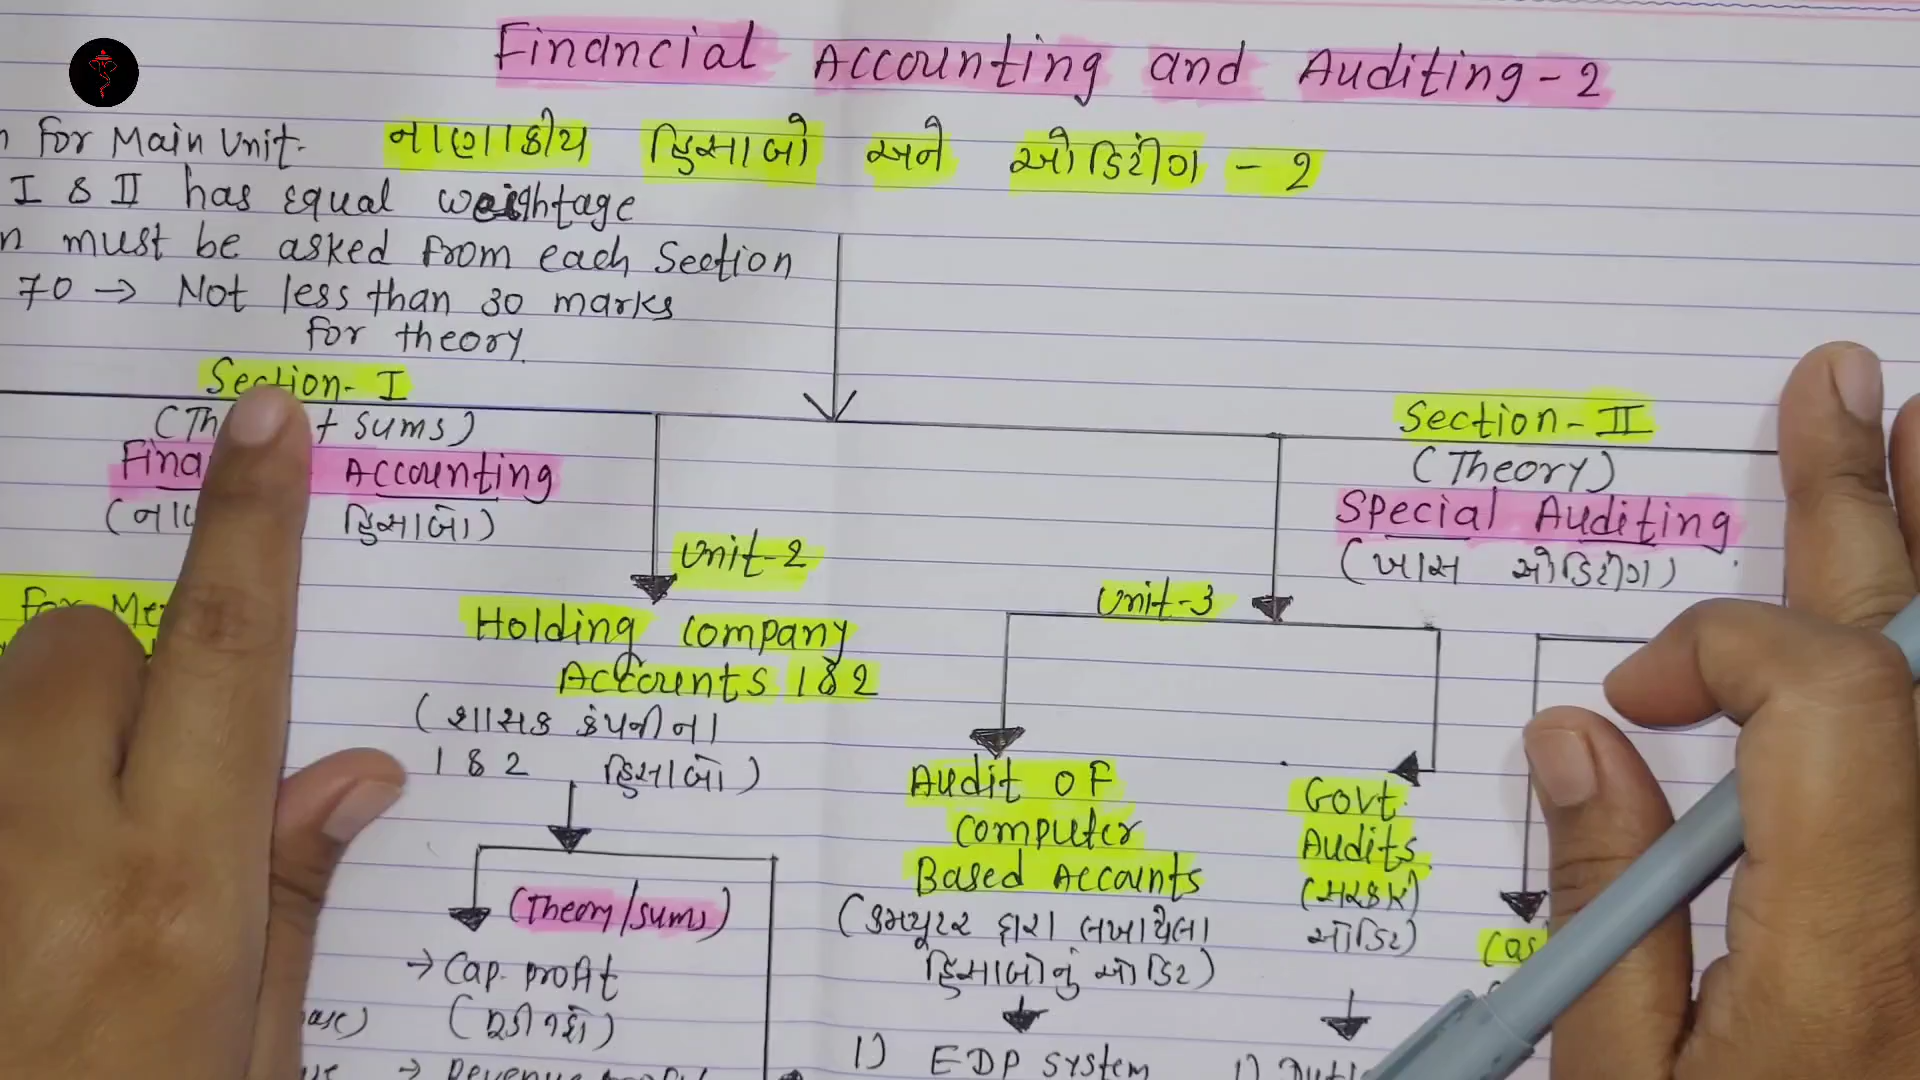 Financial Accounting and Auditing - 2
નાણાકીય હિસાબો અને ઓડિટીંગ - 2
For Main Unit.
I & II has equal weightage
must be asked from each Section
70 → Not less than 30 marks
for theory.
Section - I
+ sums)
Accounting
હિસાબો)
Section - II
(Theory)
Special Auditing
(ખાસ ઓડિટીંગ)
Unit-2
Holding company
Accounts 1 & 2
(શાસક કંપનીના
1 & 2 હિસાબો)
(Theory/sums)
→ Cap. profit
Unit-3
Audit of
Computer
Based Accounts
(કમ્પ્યૂટર દ્વારા લખાયેલા
હિસાબોનું ઓડિટ)
1) EDP System
Govt.
Audits
ઓડિટ)
1)